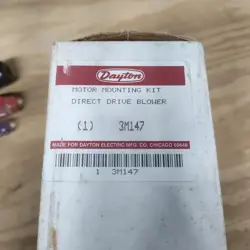 Dayton
MOTOR MOUNTING KIT
DIRECT DRIVE BLOWER
(1) 3M147
MADE FOR DAYTON ELECTRIC MFG. CO. CHICAGO 60648
1 3M147